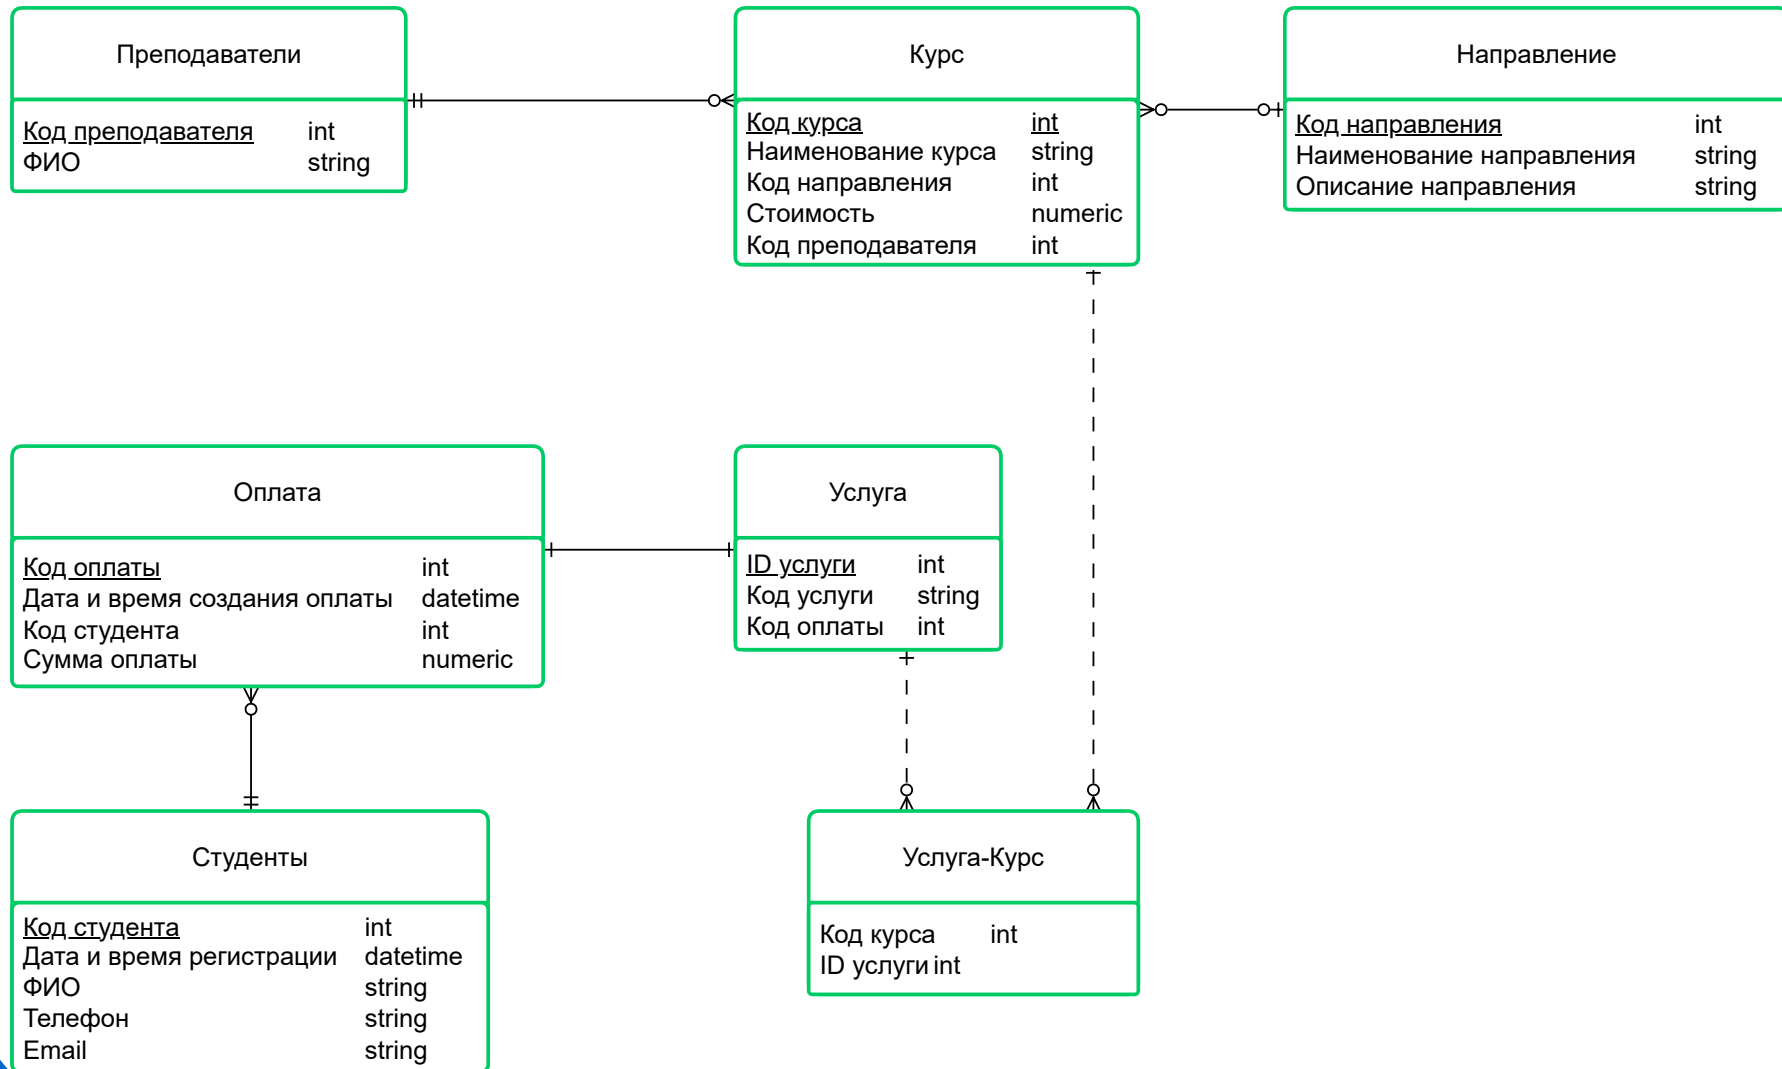 Преподаватели
Код преподавателя int
ФИО string
Курс
Код курса int
Наименование курса string
Код направления int
Стоимость numeric
Код преподавателя int
Направление
Код направления int
Наименование направления string
Описание направления string
Оплата
Код оплаты int
Дата и время создания оплаты datetime
Код студента int
Сумма оплаты numeric
Услуга
ID услуги int
Код услуги string
Код оплаты int
Студенты
Код студента int
Дата и время регистрации datetime
ФИО string
Телефон string
Email string
Услуга-Курс
Код курса int
ID услуги int